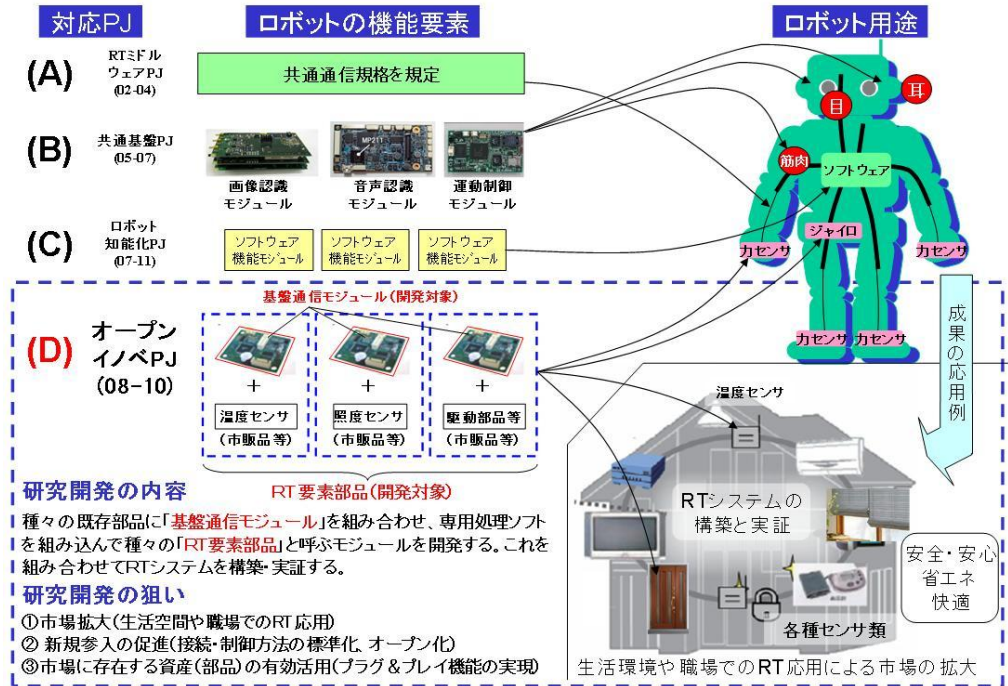 対応PJ
ロボットの機能要素
ロボット用途
(A)
RTミドル
ウェアPJ
(02-04)
共通通信規格を規定
(B)
共通基盤PJ
(05-07)
MP211
画像認識
モジュール
音声認識
モジュール
運動制御
モジュール
(C)
ロボット
知能化PJ
(07-11)
ソフトウェア
機能モジュール
ソフトウェア
機能モジュール
ソフトウェア
機能モジュール
目
耳
筋肉
ソフトウェア
ジャイロ
力センサ
力センサ
力センサ
力センサ
(D)
オープン
イノベPJ
(08-10)
基盤通信モジュール(開発対象)
+
+
+
温度センサ
照度センサ
駆動部品等
(市販品等)
(市販品等)
(市販品等)
RT要素部品(開発対象)
研究開発の内容
種々の既存部品に「基盤通信モジュール」を組み合わせ、専用処理ソフト
を組み込んで種々の「RT要素部品」と呼ぶモジュールを開発する。これを
組み合わせてRTシステムを構築・実証する。
研究開発の狙い
①市場拡大(生活空間や職場でのRT応用)
② 新規参入の促進(接続・制御方法の標準化、オープン化)
③市場に存在する資産(部品)の有効活用(プラグ&プレイ機能の実現)
成果の応用例
温度センサ
RTシステムの
構築と実証
各種センサ類
安全・安心
省エネ
快適
生活環境や職場でのRT応用による市場の拡大